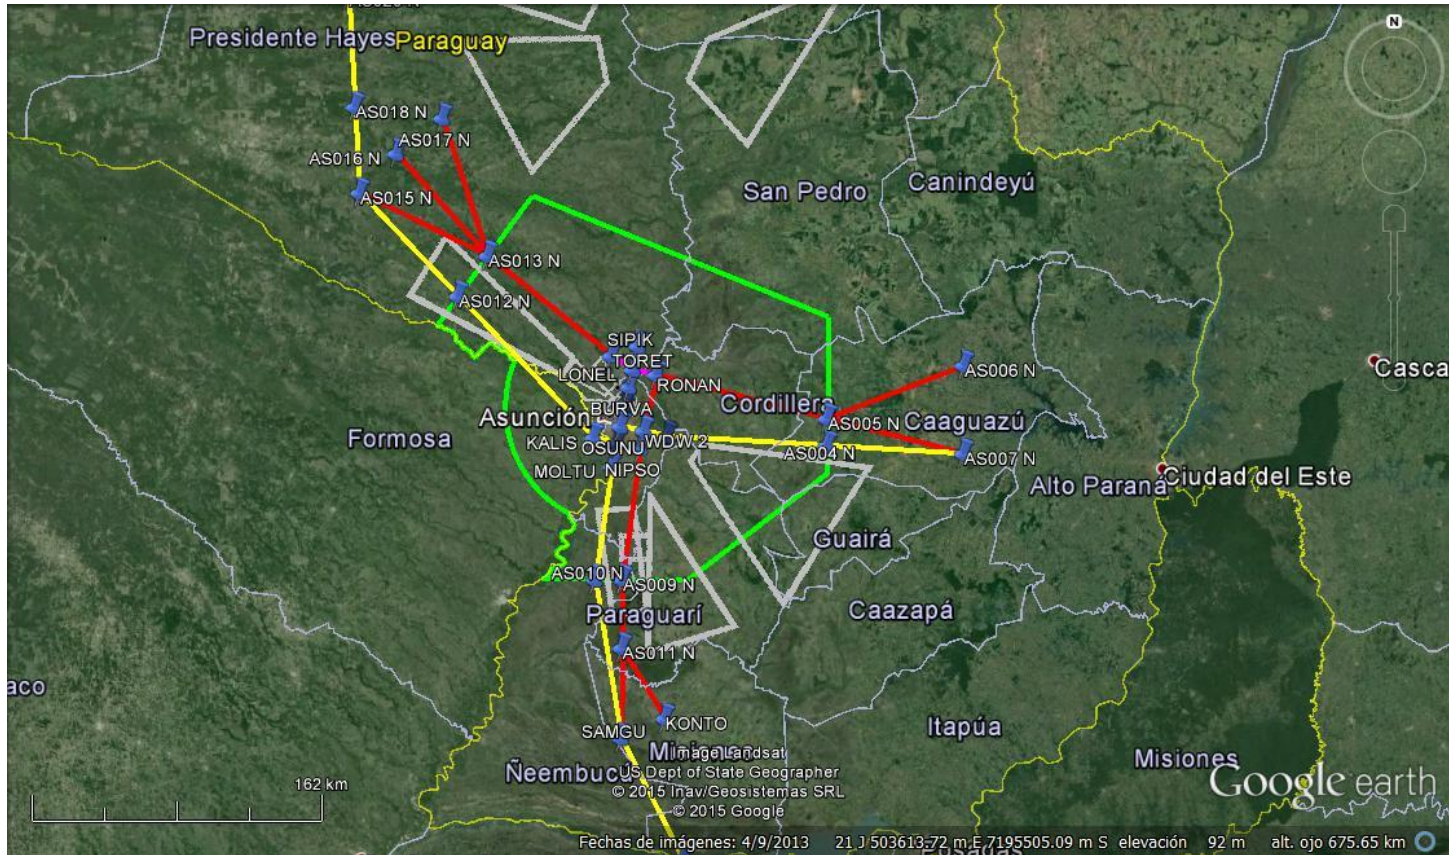 Presidente Hayes
Paraguay
N
AS018 N
AS017 N
AS016 N
AS015 N
San Pedro
Canindeyú
AS013 N
AS012 N
SIPIK
TORET
LONEL
RONAN
AS006 N
Casca
BURVA
Cordillera
Asunción
AS005 N
Caaguazú
Formosa
KALIS
OSUNU
WDW 2
AS004 N
AS007 N
MOLTU
NIPSO
Alto Paraná
Ciudad del Este
Guairá
AS010 N
AS009 N
Paraguarí
Caazapá
AS011 N
aco
KONTO
SAMGU
Itapúa
Misiones
Misiones
Ñeembucú
Image Landsat
US Dept of State Geographer
© 2015 Inav/Geosistemas SRL
© 2015 Google
Google earth
162 km
Fechas de imágenes: 4/9/2013 21 J 503613.72 m E 7195505.09 m S elevación 92 m alt. ojo 675.65 km
Posadas